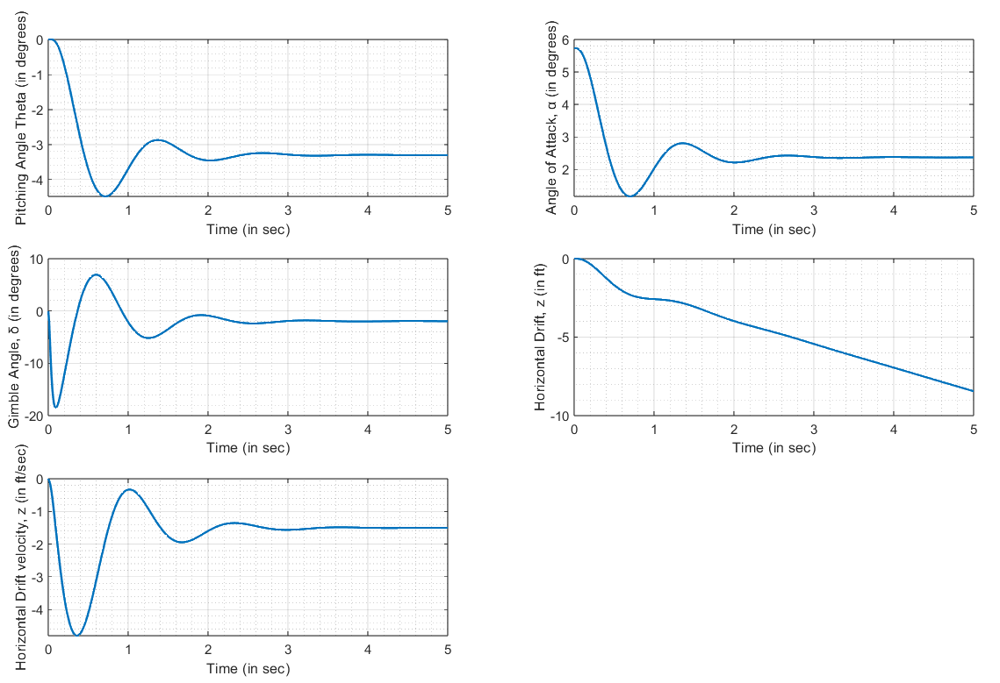 Pitching Angle Theta (in degrees)
0
-1
-2
-3
-4
0 1 2 3 4 5
Time (in sec)
Angle of Attack, α (in degrees)
6
5
4
3
2
0 1 2 3 4 5
Time (in sec)
Gimble Angle, δ (in degrees)
10
0
-10
-20
0 1 2 3 4 5
Time (in sec)
Horizontal Drift, z (in ft)
0
-5
-10
0 1 2 3 4 5
Time (in sec)
Horizontal Drift velocity, z (in ft/sec)
0
-1
-2
-3
-4
0 1 2 3 4 5
Time (in sec)